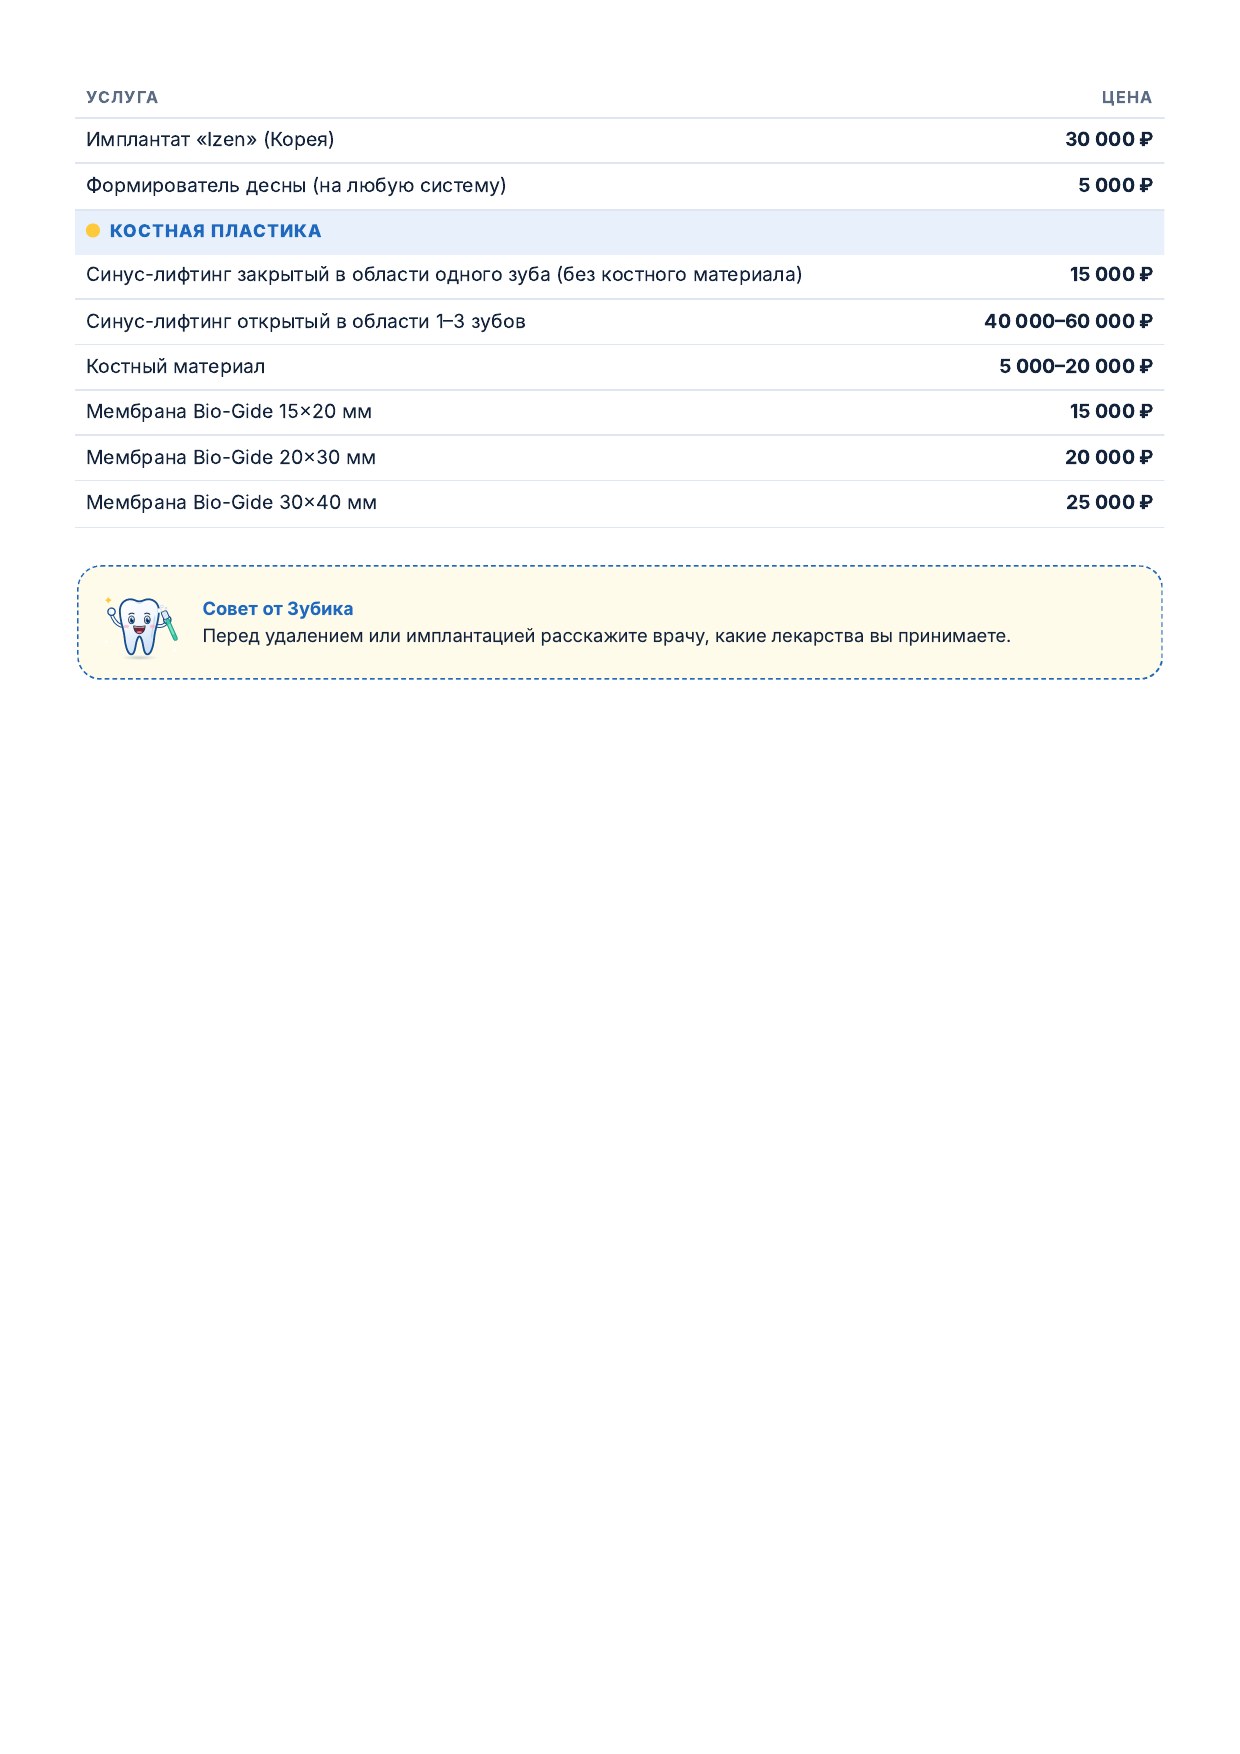 УСЛУГА ЦЕНА
Имплантат «Izen» (Корея) 30 000 ₽
Формирователь десны (на любую систему) 5 000 ₽
КОСТНАЯ ПЛАСТИКА
Синус-лифтинг закрытый в области одного зуба (без костного материала) 15 000 ₽
Синус-лифтинг открытый в области 1–3 зубов 40 000–60 000 ₽
Костный материал 5 000–20 000 ₽
Мембрана Bio-Gide 15×20 мм 15 000 ₽
Мембрана Bio-Gide 20×30 мм 20 000 ₽
Мембрана Bio-Gide 30×40 мм 25 000 ₽
Совет от Зубика
Перед удалением или имплантацией расскажите врачу, какие лекарства вы принимаете.